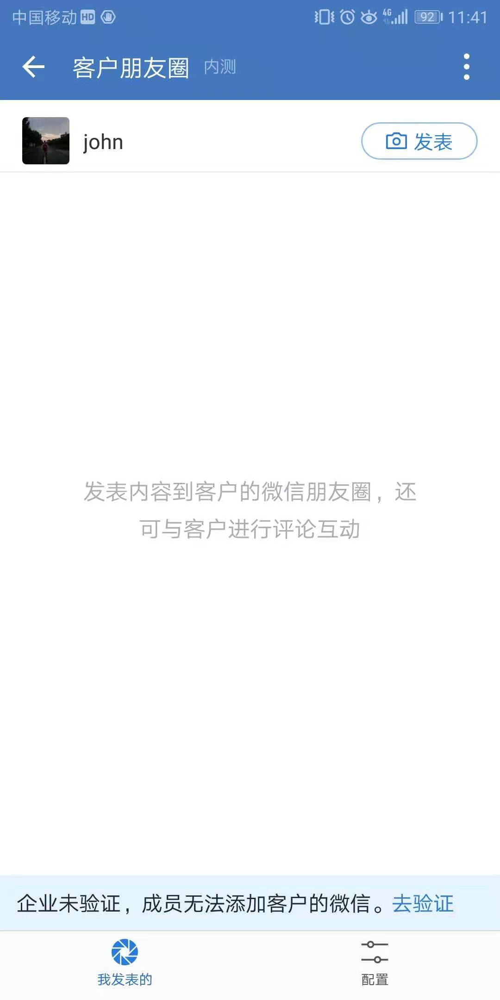 中国移动 HD 4G 92 11:41
客户朋友圈 内测
john 发表
发表内容到客户的微信朋友圈，还
可与客户进行评论互动
企业未验证，成员无法添加客户的微信。去验证
我发表的 配置